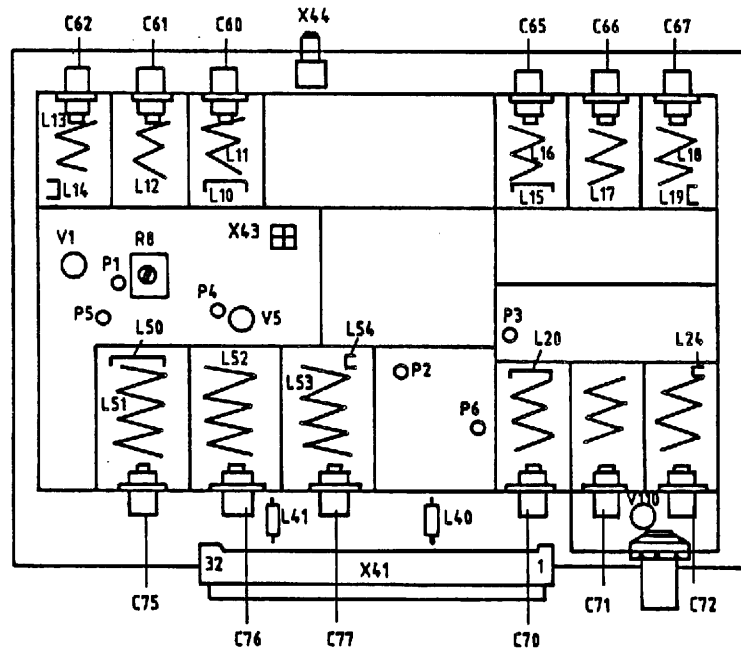 C62 C61 C60 X44 C65 C66 C67
L13 L11 L16 L18
L14 L12 L10 L15 L17 L19
X43
V1 R8
P1
P4
P5 V5 P3
L50 L54
L52 L20 L24
L51 L53 P2
P6
V110
L41 L40
32 X41 1
C75 C71 C72
C76 C77 C70